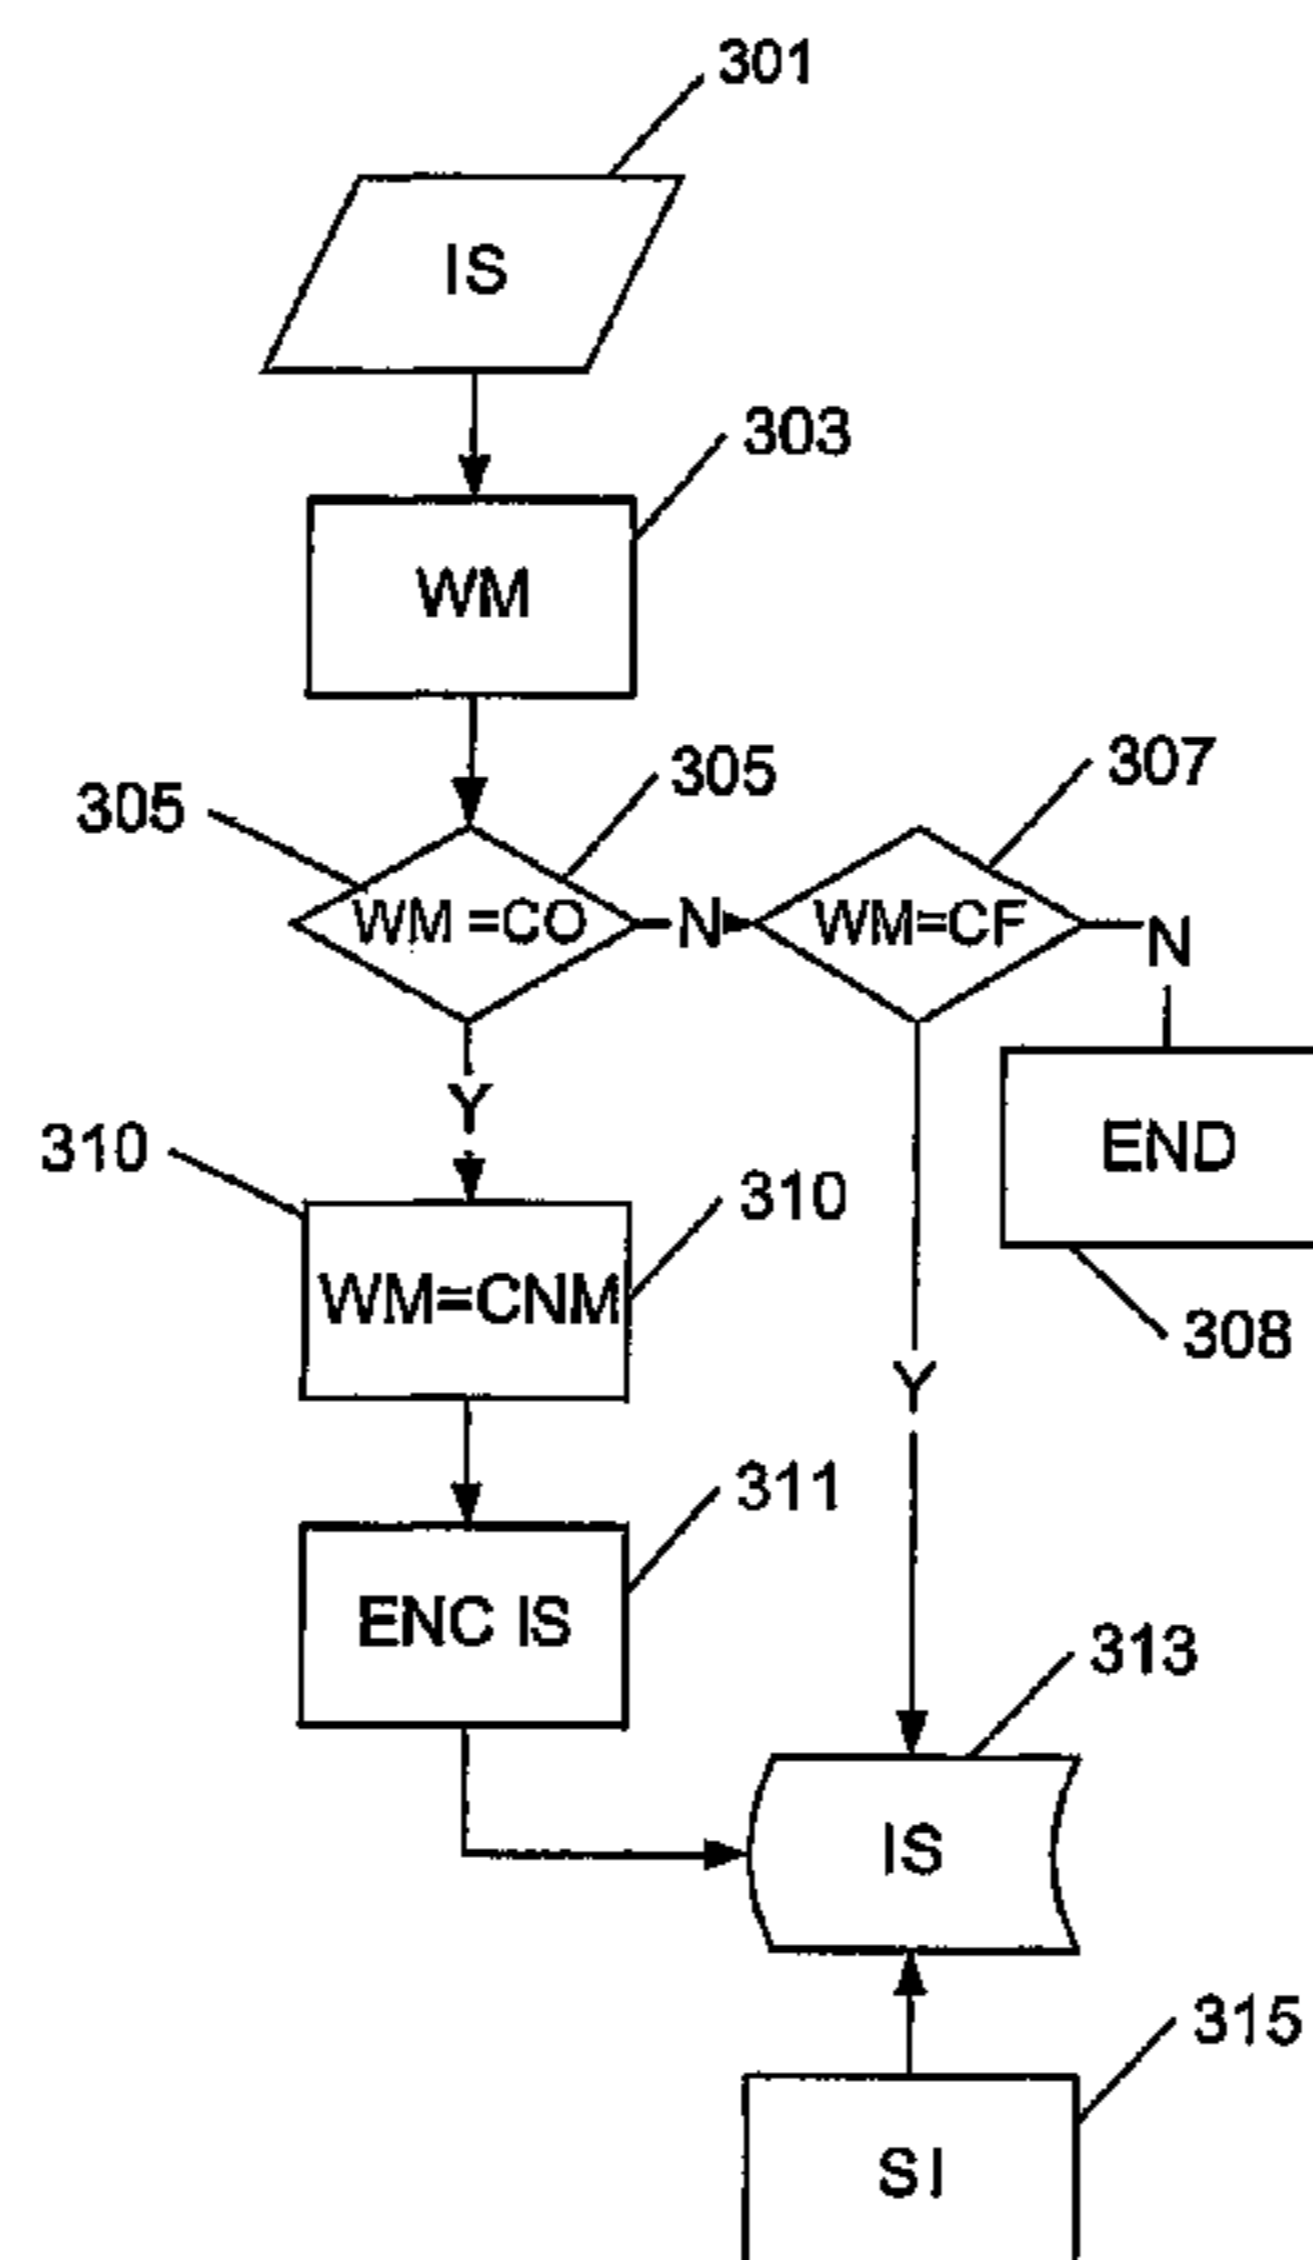 301
IS
303
WM
305
305
307
WM =CO
N
WM=CF
N
Y
END
310
310
WM=CNM
308
Y
311
ENC IS
313
IS
315
SI